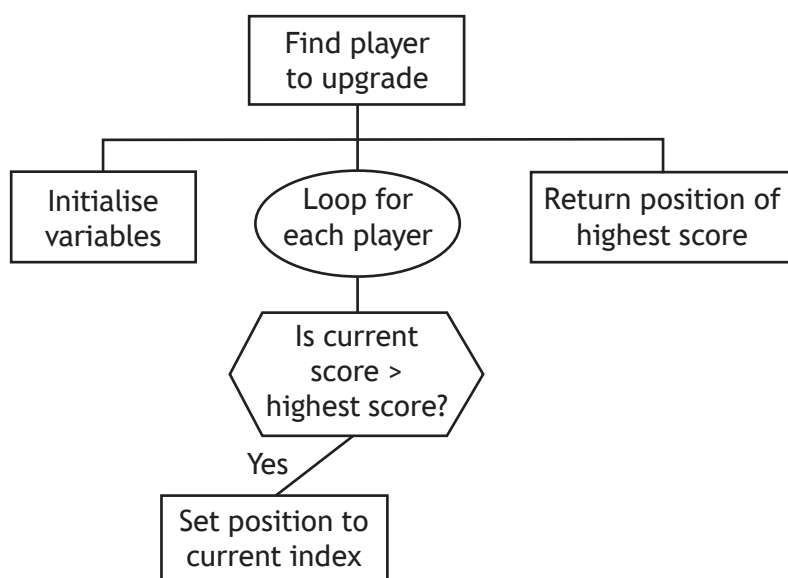 Find player
to upgrade
Initialise
variables
Loop for
each player
Return position of
highest score
Is current
score >
highest score?
Yes
Set position to
current index